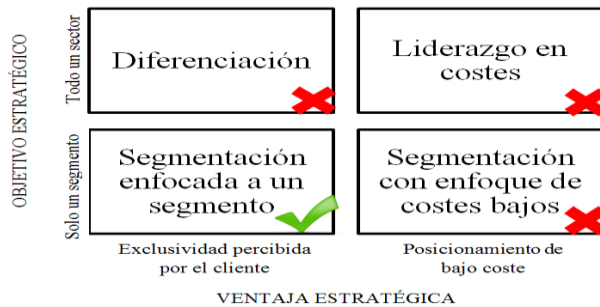 OBJETIVO ESTRATÉGICO
Todo un sector
Diferenciación
Liderazgo en
costes
Solo un segmento
Segmentación
enfocada a un
segmento
Segmentación
con enfoque de
costes bajos
Exclusividad percibida
por el cliente
Posicionamiento de
bajo coste
VENTAJA ESTRATÉGICA